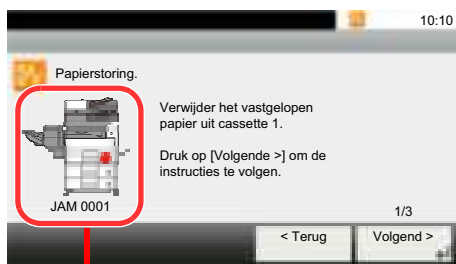 10:10
Papierstoring.
Verwijder het vastgelopen
papier uit cassette 1.
Druk op [Volgende >] om de
instructies te volgen.
JAM 0001
1/3
< Terug
Volgend >